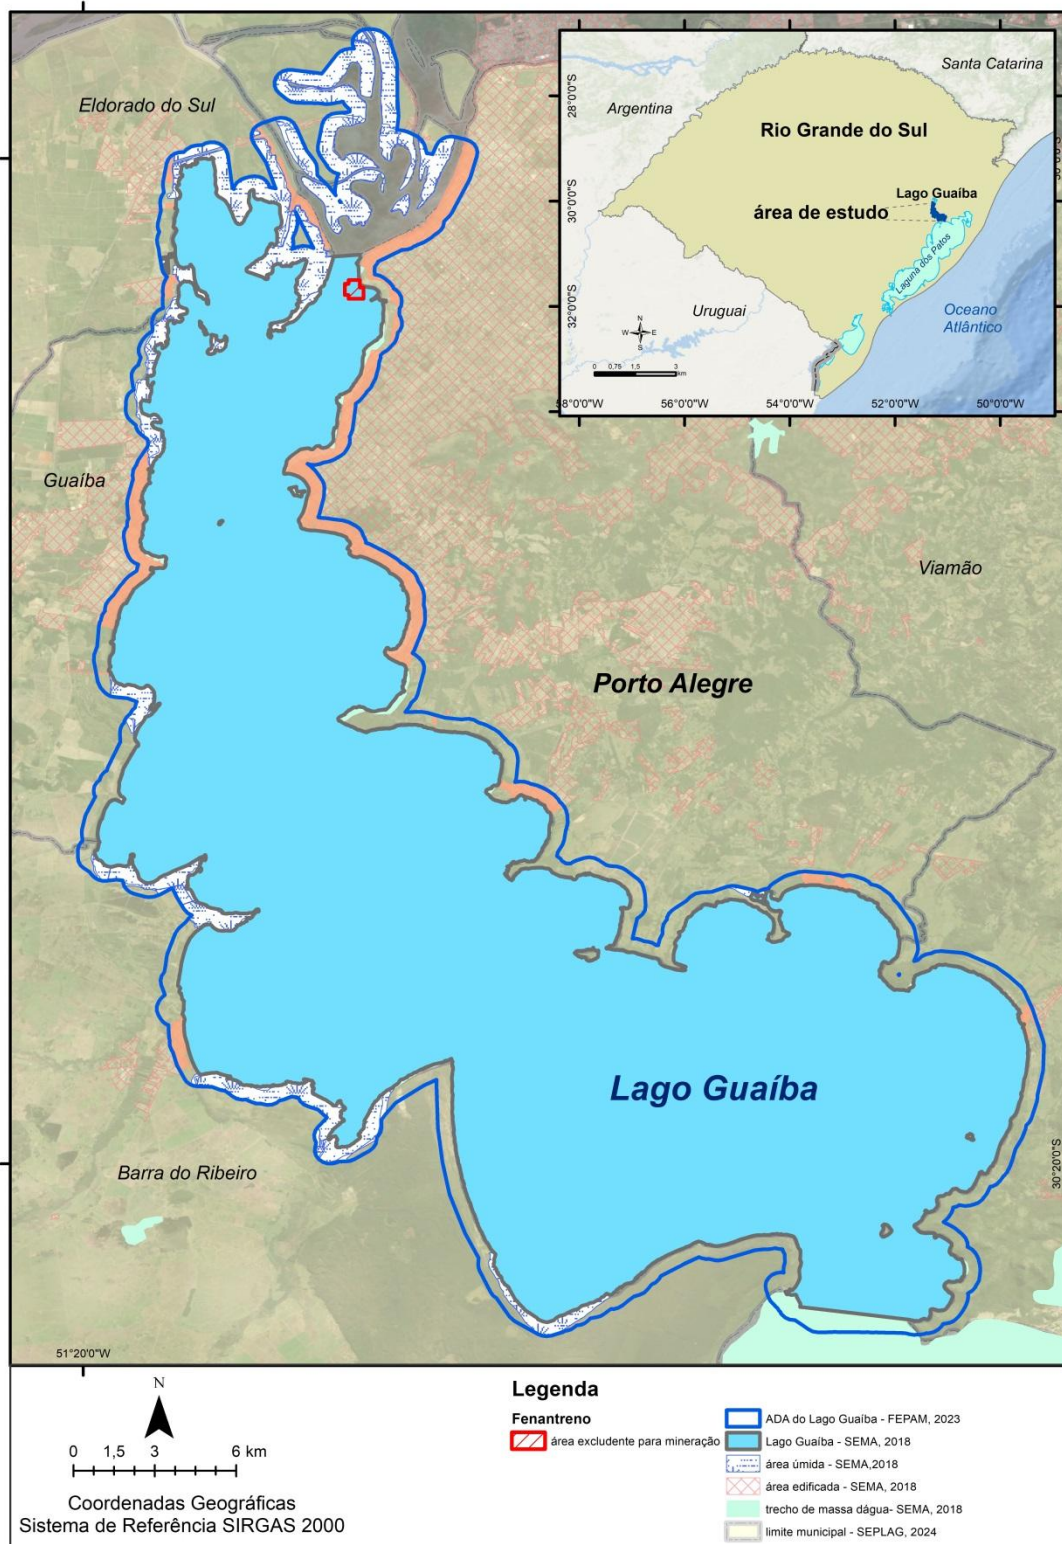 Eldorado do Sul
Santa Catarina
Argentina
Rio Grande do Sul
Lago Guaíba
área de estudo
Laguna dos Patos
Uruguai
Oceano
Atlântico
N
W E
S
0 0,75 1,5 3
km
28°0'0"S
30°0'0"S
32°0'0"S
58°0'0"W
56°0'0"W
54°0'0"W
52°0'0"W
50°0'0"W
Guaíba
Viamão
Porto Alegre
Lago Guaíba
Barra do Ribeiro
30°20'0"S
51°20'0"W
N
0 1,5 3 6 km
Coordenadas Geográficas
Sistema de Referência SIRGAS 2000
Legenda
Fenantreno
área excludente para mineração
ADA do Lago Guaíba - FEPAM, 2023
Lago Guaíba - SEMA, 2018
área úmida - SEMA,2018
área edificada - SEMA, 2018
trecho de massa dágua- SEMA, 2018
limite municipal - SEPLAG, 2024